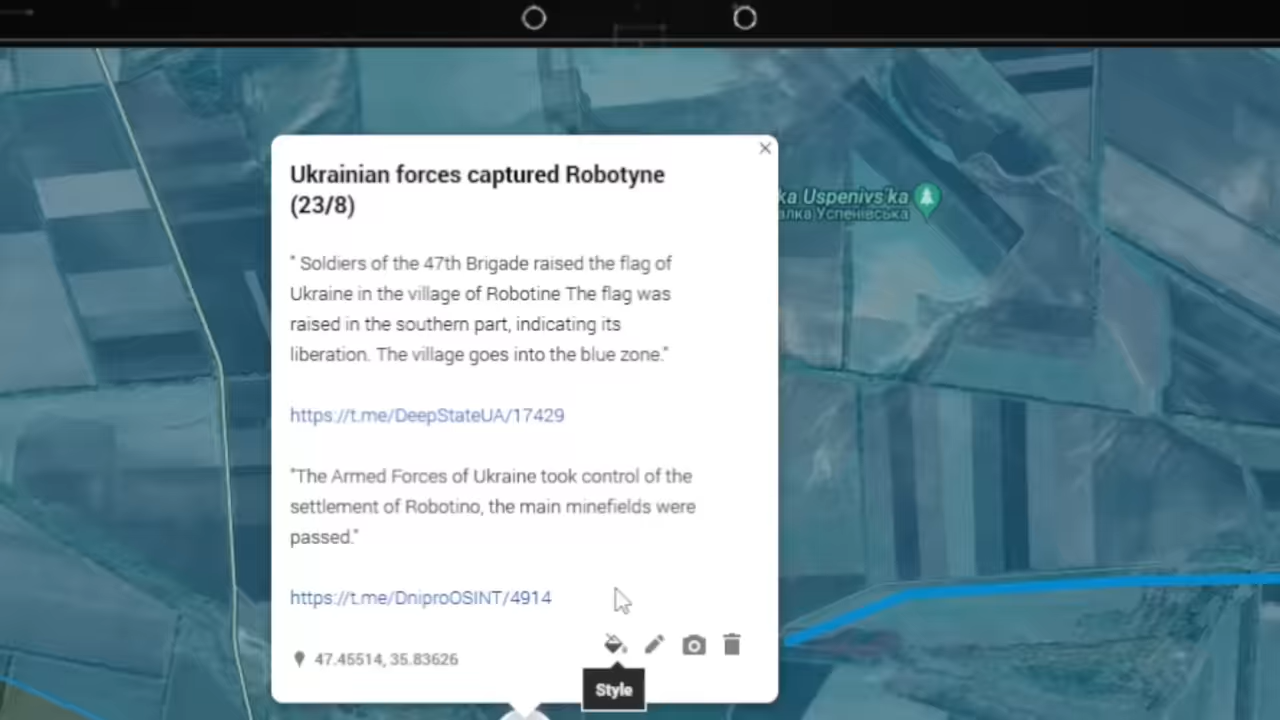 Ukrainian forces captured Robotyne
(23/8)
" Soldiers of the 47th Brigade raised the flag of
Ukraine in the village of Robotine The flag was
raised in the southern part, indicating its
liberation. The village goes into the blue zone."
https://t.me/DeepStateUA/17429
"The Armed Forces of Ukraine took control of the
settlement of Robotino, the main minefields were
passed."
https://t.me/DniproOSINT/4914
47.45514, 35.83626
Style
ka Uspenivs'ka
алка Успенівська